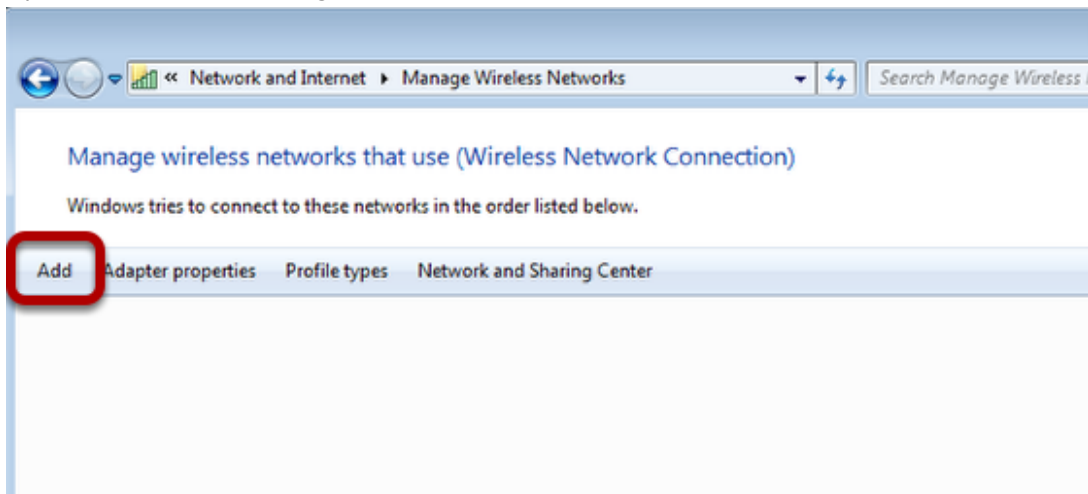 « Network and Internet ▸ Manage Wireless Networks
Search Manage Wireless
Manage wireless networks that use (Wireless Network Connection)
Windows tries to connect to these networks in the order listed below.
Add Adapter properties Profile types Network and Sharing Center